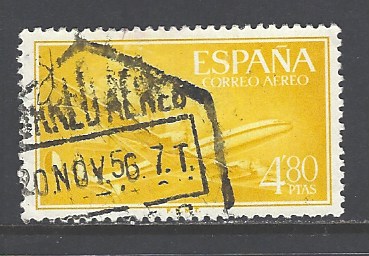 ESPAÑA
CORREO AEREO
CORREO AEREO
20 NOV. 56. 7.T.
4'80
PTAS